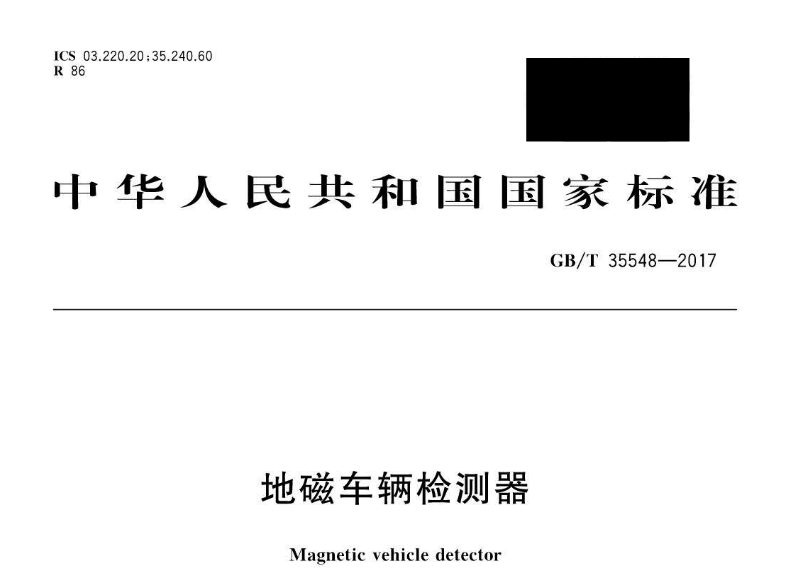 ICS 03.220.20;35.240.60
R 86
中华人民共和国国家标准
GB/T 35548—2017
地磁车辆检测器
Magnetic vehicle detector